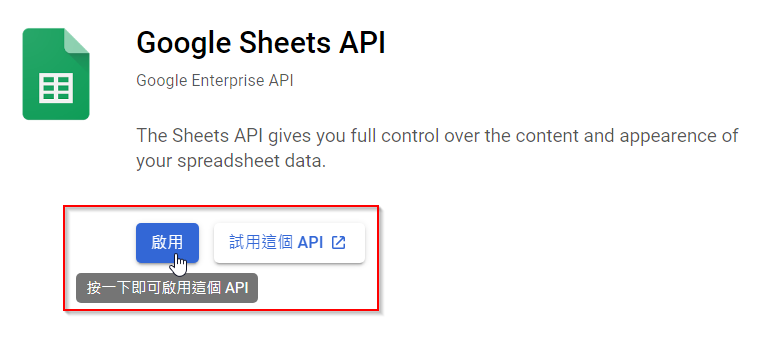 Google Sheets API
Google Enterprise API
The Sheets API gives you full control over the content and appearence of
your spreadsheet data.
啟用 試用這個 API
按一下即可啟用這個 API